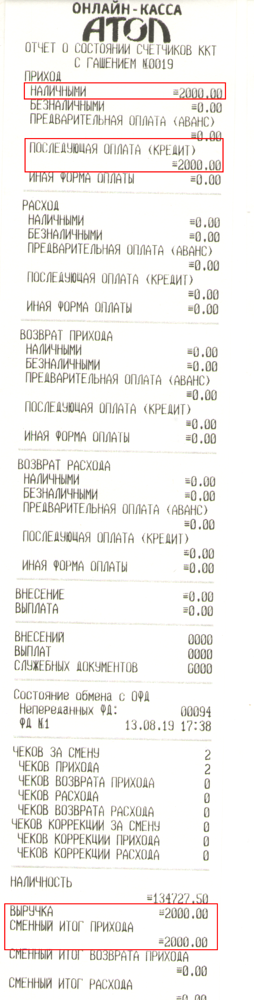 ОНЛАЙН-КАССА
АТОЛ
ОТЧЕТ О СОСТОЯНИИ СЧЕТЧИКОВ ККТ
С ГАШЕНИЕМ №0019
ПРИХОД
НАЛИЧНЫМИ ≡2000.00
БЕЗНАЛИЧНЫМИ ≡0.00
ПРЕДВАРИТЕЛЬНАЯ ОПЛАТА (АВАНС)
≡0.00
ПОСЛЕДУЮЩАЯ ОПЛАТА (КРЕДИТ)
≡2000.00
ИНАЯ ФОРМА ОПЛАТЫ ≡0.00
РАСХОД
НАЛИЧНЫМИ ≡0.00
БЕЗНАЛИЧНЫМИ ≡0.00
ПРЕДВАРИТЕЛЬНАЯ ОПЛАТА (АВАНС)
≡0.00
ПОСЛЕДУЮЩАЯ ОПЛАТА (КРЕДИТ)
≡0.00
ИНАЯ ФОРМА ОПЛАТЫ ≡0.00
ВОЗВРАТ ПРИХОДА
НАЛИЧНЫМИ ≡0.00
БЕЗНАЛИЧНЫМИ ≡0.00
ПРЕДВАРИТЕЛЬНАЯ ОПЛАТА (АВАНС)
≡0.00
ПОСЛЕДУЮЩАЯ ОПЛАТА (КРЕДИТ)
≡0.00
ИНАЯ ФОРМА ОПЛАТЫ ≡0.00
ВОЗВРАТ РАСХОДА
НАЛИЧНЫМИ ≡0.00
БЕЗНАЛИЧНЫМИ ≡0.00
ПРЕДВАРИТЕЛЬНАЯ ОПЛАТА (АВАНС)
≡0.00
ПОСЛЕДУЮЩАЯ ОПЛАТА (КРЕДИТ)
≡0.00
ИНАЯ ФОРМА ОПЛАТЫ ≡0.00
ВНЕСЕНИЕ ≡0.00
ВЫПЛАТА ≡0.00
ВНЕСЕНИЙ 0000
ВЫПЛАТ 0000
СЛУЖЕБНЫХ ДОКУМЕНТОВ 0000
Состояние обмена с ОФД
Непереданных ФД: 00094
ФД №1 13.08.19 17:38
ЧЕКОВ ЗА СМЕНУ 2
ЧЕКОВ ПРИХОДА 2
ЧЕКОВ ВОЗВРАТА ПРИХОДА 0
ЧЕКОВ РАСХОДА 0
ЧЕКОВ ВОЗВРАТА РАСХОДА 0
ЧЕКОВ КОРРЕКЦИИ ЗА СМЕНУ 0
ЧЕКОВ КОРРЕКЦИИ ПРИХОДА 0
ЧЕКОВ КОРРЕКЦИИ РАСХОДА 0
НАЛИЧНОСТЬ
≡134727.50
ВЫРУЧКА ≡2000.00
СМЕННЫЙ ИТОГ ПРИХОДА
≡2000.00
СМЕННЫЙ ИТОГ ВОЗВРАТА ПРИХОДА
≡0.00
СМЕННЫЙ ИТОГ РАСХОДА
≡0.00